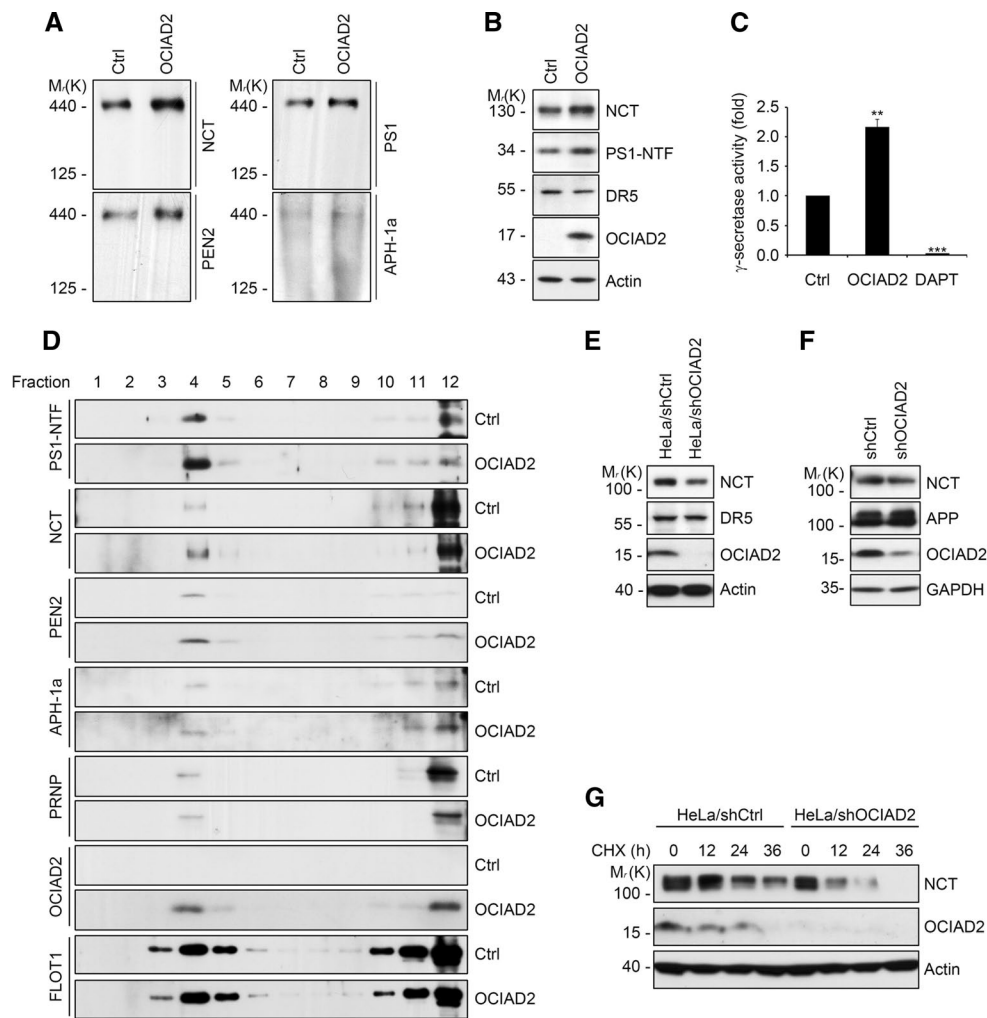 A
Ctrl
OCIAD2
Ctrl
OCIAD2
Mr(K)
440 -
125 -
NCT
Mr(K)
440 -
125 -
PS1
440 -
125 -
PEN2
440 -
125 -
APH-1a
B
Ctrl
OCIAD2
Mr(K)
130 - NCT
34 - PS1-NTF
55 - DR5
17 - OCIAD2
43 - Actin
C
γ-secretase activity (fold)
2.5
2.0
1.5
1.0
0.5
0.0
**
***
Ctrl OCIAD2 DAPT
D
Fraction 1 2 3 4 5 6 7 8 9 10 11 12
PS1-NTF
Ctrl
OCIAD2
NCT
Ctrl
OCIAD2
PEN2
Ctrl
OCIAD2
APH-1a
Ctrl
OCIAD2
PRNP
Ctrl
OCIAD2
OCIAD2
Ctrl
OCIAD2
FLOT1
Ctrl
OCIAD2
E
HeLa/shCtrl
HeLa/shOCIAD2
Mr(K)
100 - NCT
55 - DR5
15 - OCIAD2
40 - Actin
F
shCtrl
shOCIAD2
Mr(K)
100 - NCT
100 - APP
15- OCIAD2
35- GAPDH
G
HeLa/shCtrl HeLa/shOCIAD2
CHX (h) 0 12 24 36 0 12 24 36
Mr(K)
100 - NCT
15 - OCIAD2
40 - Actin